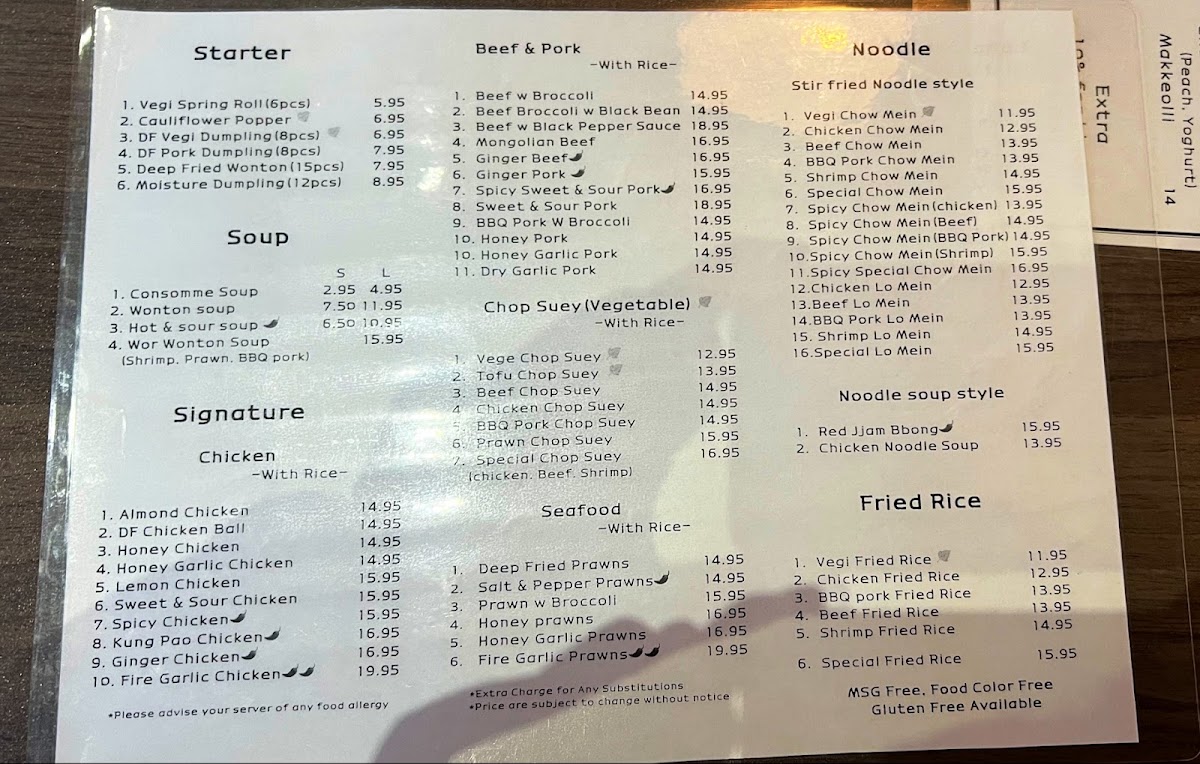 Starter
1. Vegi Spring Roll(6pcs) 5.95
2. Cauliflower Popper 6.95
3. DF Vegi Dumpling(8pcs) 6.95
4. DF Pork Dumpling(8pcs) 7.95
5. Deep Fried Wonton(15pcs) 7.95
6. Moisture Dumpling(12pcs) 8.95
Soup
S L
1. Consomme Soup 2.95 4.95
2. Wonton soup 7.50 11.95
3. Hot & sour soup 6.50 10.95
4. Wor Wonton Soup 15.95
(Shrimp, Prawn, BBQ pork)
Signature
Chicken
-With Rice-
1. Almond Chicken 14.95
2. DF Chicken Ball 14.95
3. Honey Chicken 14.95
4. Honey Garlic Chicken 14.95
5. Lemon Chicken 15.95
6. Sweet & Sour Chicken 15.95
7. Spicy Chicken 15.95
8. Kung Pao Chicken 16.95
9. Ginger Chicken 16.95
10. Fire Garlic Chicken 19.95
*Please advise your server of any food allergy
Beef & Pork
-With Rice-
1. Beef w Broccoli 14.95
2. Beef Broccoli w Black Bean 14.95
3. Beef w Black Pepper Sauce 18.95
4. Mongolian Beef 16.95
5. Ginger Beef 16.95
6. Ginger Pork 15.95
7. Spicy Sweet & Sour Pork 16.95
8. Sweet & Sour Pork 18.95
9. BBQ Pork W Broccoli 14.95
10. Honey Pork 14.95
10. Honey Garlic Pork 14.95
11. Dry Garlic Pork 14.95
Chop Suey(Vegetable)
-With Rice-
1. Vege Chop Suey 12.95
2. Tofu Chop Suey 13.95
3. Beef Chop Suey 14.95
4. Chicken Chop Suey 14.95
5. BBQ Pork Chop Suey 14.95
6. Prawn Chop Suey 15.95
7. Special Chop Suey 16.95
(chicken, Beef, Shrimp)
Seafood
-With Rice-
1. Deep Fried Prawns 14.95
2. Salt & Pepper Prawns 14.95
3. Prawn w Broccoli 15.95
4. Honey prawns 16.95
5. Honey Garlic Prawns 16.95
6. Fire Garlic Prawns 19.95
*Extra Charge for Any Substitutions
*Price are subject to change without notice
Noodle
Stir fried Noodle style
1. Vegi Chow Mein 11.95
2. Chicken Chow Mein 12.95
3. Beef Chow Mein 13.95
4. BBQ Pork Chow Mein 13.95
5. Shrimp Chow Mein 14.95
6. Special Chow Mein 15.95
7. Spicy Chow Mein(chicken) 13.95
8. Spicy Chow Mein(Beef) 14.95
9. Spicy Chow Mein(BBQ Pork) 14.95
10.Spicy Chow Mein(Shrimp) 15.95
11.Spicy Special Chow Mein 16.95
12.Chicken Lo Mein 12.95
13.Beef Lo Mein 13.95
14.BBQ Pork Lo Mein 13.95
15. Shrimp Lo Mein 14.95
16.Special Lo Mein 15.95
Noodle soup style
1. Red Jjam Bbong 15.95
2. Chicken Noodle Soup 13.95
Fried Rice
1. Vegi Fried Rice 11.95
2. Chicken Fried Rice 12.95
3. BBQ pork Fried Rice 13.95
4. Beef Fried Rice 13.95
5. Shrimp Fried Rice 14.95
6. Special Fried Rice 15.95
MSG Free, Food Color Free
Gluten Free Available
Extra
(Peach, Yoghurt)
Makkeolli 14